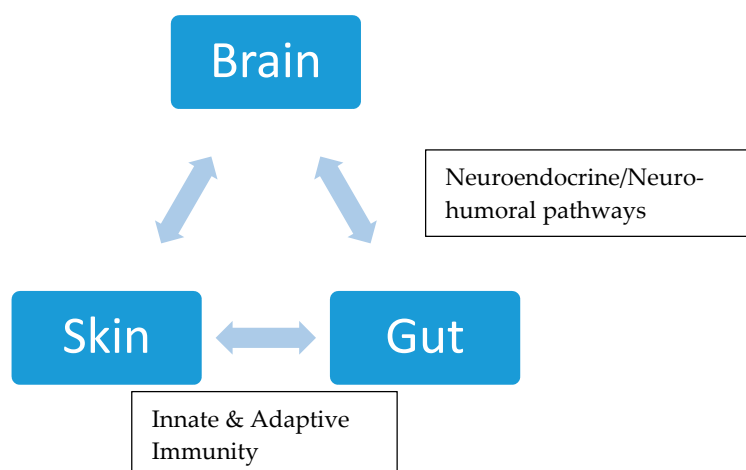 Brain
Neuroendocrine/Neuro-
humoral pathways
Skin
Gut
Innate & Adaptive
Immunity